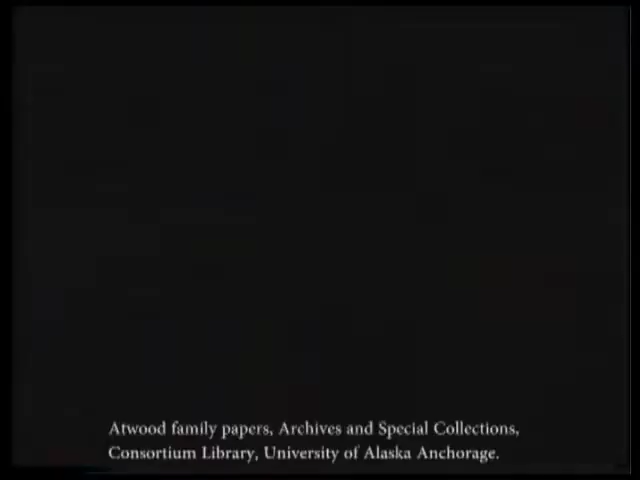 Atwood family papers, Archives and Special Collections,
Consortium Library, University of Alaska Anchorage.